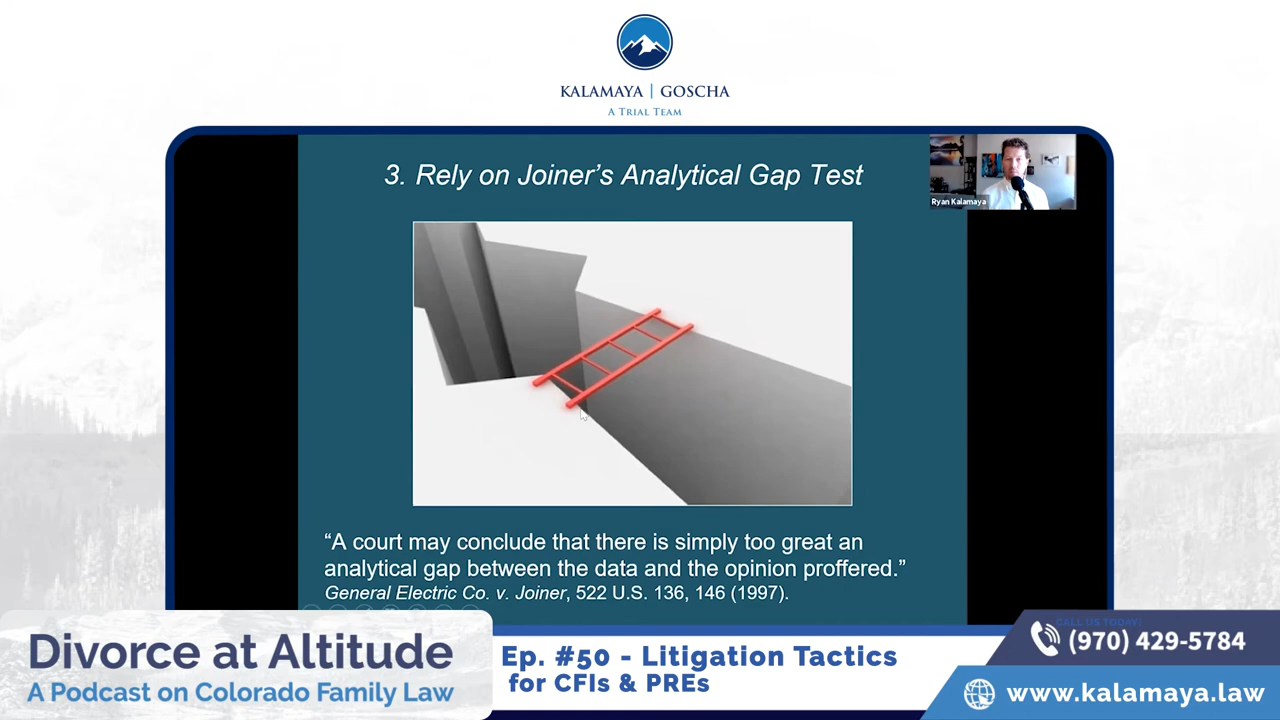 KALAMAYA | GOSCHA
A TRIAL TEAM
3. Rely on Joiner’s Analytical Gap Test
Ryan Kalamaya
“A court may conclude that there is simply too great an
analytical gap between the data and the opinion proffered.”
General Electric Co. v. Joiner, 522 U.S. 136, 146 (1997).
Divorce at Altitude
A Podcast on Colorado Family Law
Ep. #50 - Litigation Tactics
for CFIs & PREs
CALL US TODAY!
(970) 429-5784
www.kalamaya.law